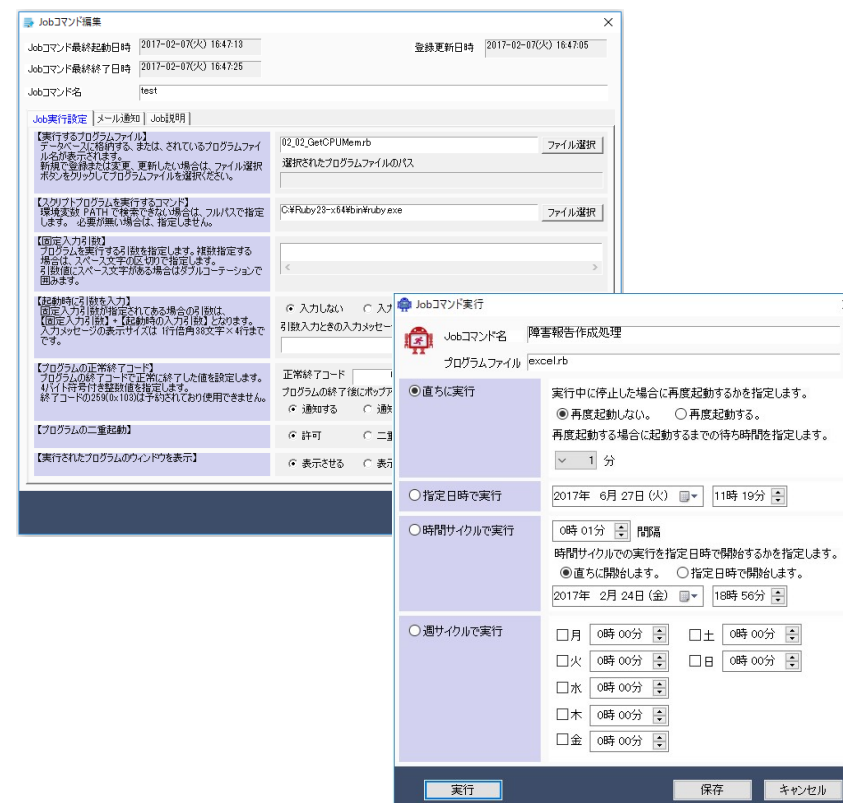 Jobコマンド編集
Jobコマンド最終起動日時 2017-02-07(火) 16:47:13 登録更新日時 2017-02-07(火) 16:47:05
Jobコマンド最終終了日時 2017-02-07(火) 16:47:25
Jobコマンド名 test
Job実行設定 メール通知 Job説明
【実行するプログラムファイル】
データベースに格納する、または、されているプログラムファイ
ル名が表示されます。
新規で登録または変更、更新したい場合は、ファイル選択
ボタンをクリックしてプログラムファイルを選択ください。
02_02_GetCPUMem.rb ファイル選択
選択されたプログラムファイルのパス
【スクリプトプログラムを実行するコマンド】
環境変数 PATH で検索できない場合は、フルパスで指定
します。 必要が無い場合は、指定しません。
C:¥Ruby23-x64¥bin¥ruby.exe ファイル選択
【固定入力引数】
プログラムを実行する引数を指定します。複数指定する
場合は、スペース文字の区切りで指定します。
引数値にスペース文字がある場合はダブルコーテーションで
囲みます。
【起動時に引数を入力】
固定入力引数が指定されてある場合の引数は、
【固定入力引数】+【起動時の入力引数】となります。
入力メッセージの表示サイズは 1行倍角38文字×4行まで
です。
入力しない 入力
引数入力ときの入力メッセー
【プログラムの正常終了コード】
プログラムの終了コードで正常に終了した値を設定します。
4バイト符号付き整数値を指定します。
終了コードの259(0x103)は予約されており使用できません。
正常終了コード
プログラムの終了後にポップア
通知する 通知
【プログラムの二重起動】
許可 二重
【実行されたプログラムのウィンドウを表示】
表示させる 表示
Jobコマンド実行
Jobコマンド名 障害報告作成処理
プログラムファイル excel.rb
直ちに実行
実行中に停止した場合に再度起動するかを指定します。
再度起動しない。 再度起動する。
再度起動する場合に起動するまでの待ち時間を指定します。
1 分
指定日時で実行 2017年 6月 27日 (火) 11時 19分
時間サイクルで実行 0時 01分 間隔
時間サイクルでの実行を指定日時で開始するかを指定します。
直ちに開始します。 指定日時で開始します。
2017年 2月 24日 (金) 18時 56分
週サイクルで実行 月 0時 00分 土 0時 00分
火 0時 00分 日 0時 00分
水 0時 00分
木 0時 00分
金 0時 00分
実行 保存 キャンセル